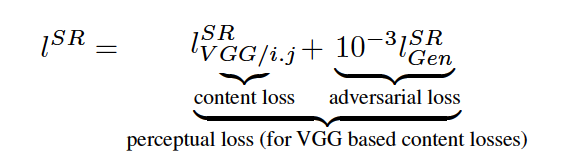 l^{SR} = l^{SR}_{VGG/i.j} + 10^{-3} l^{SR}_{Gen}
content loss adversarial loss
perceptual loss (for VGG based content losses)